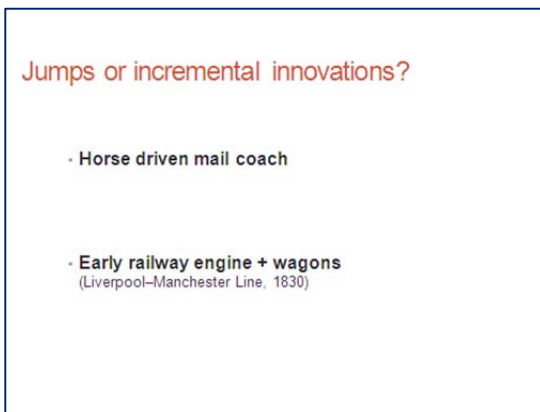 Jumps or incremental innovations?
• Horse driven mail coach
• Early railway engine + wagons
(Liverpool–Manchester Line, 1830)